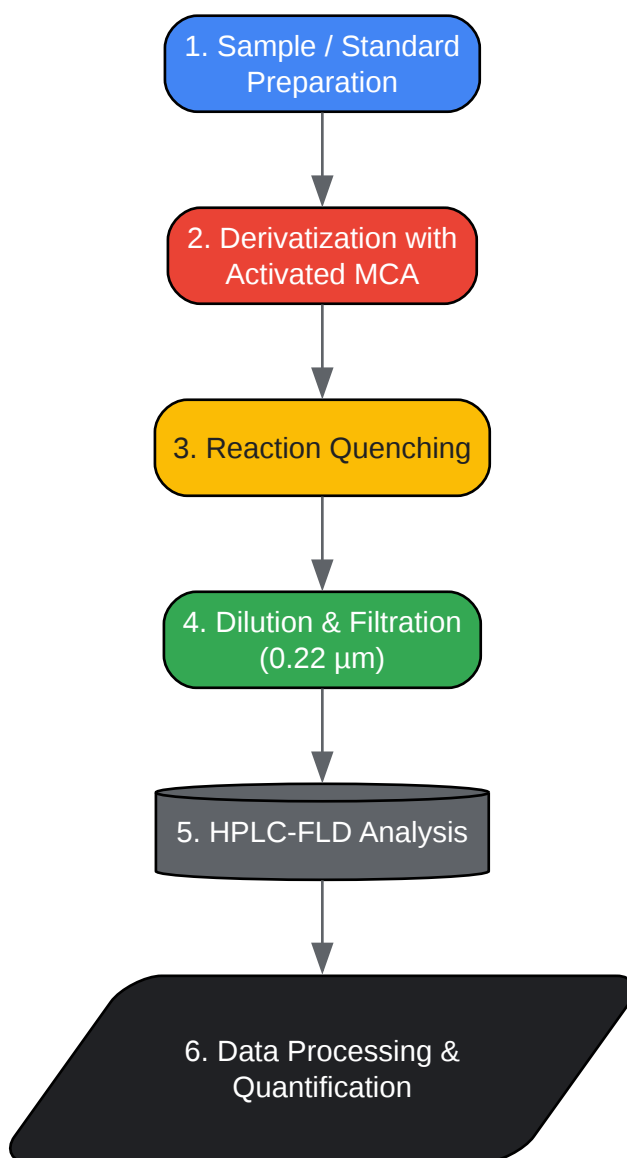 1. Sample / Standard
Preparation
2. Derivatization with
Activated MCA
3. Reaction Quenching
4. Dilution & Filtration
(0.22 µm)
5. HPLC-FLD Analysis
6. Data Processing &
Quantification